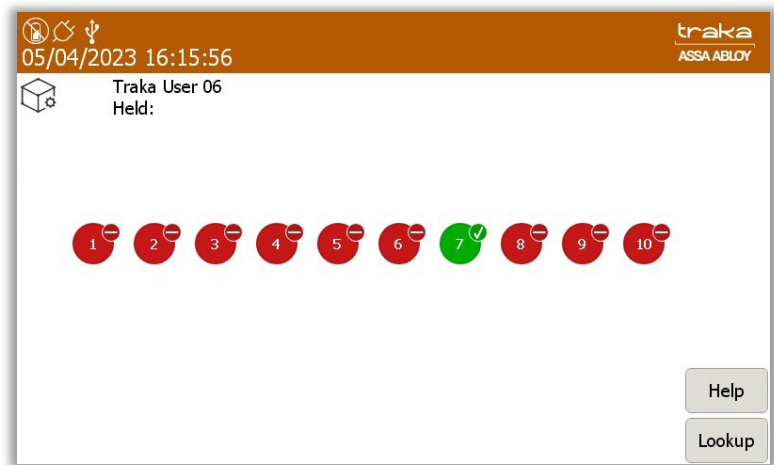 traka
05/04/2023 16:15:56
ASSA ABLOY
Traka User 06
Held:
1 2 3 4 5 6 7 8 9 10
Help
Lookup